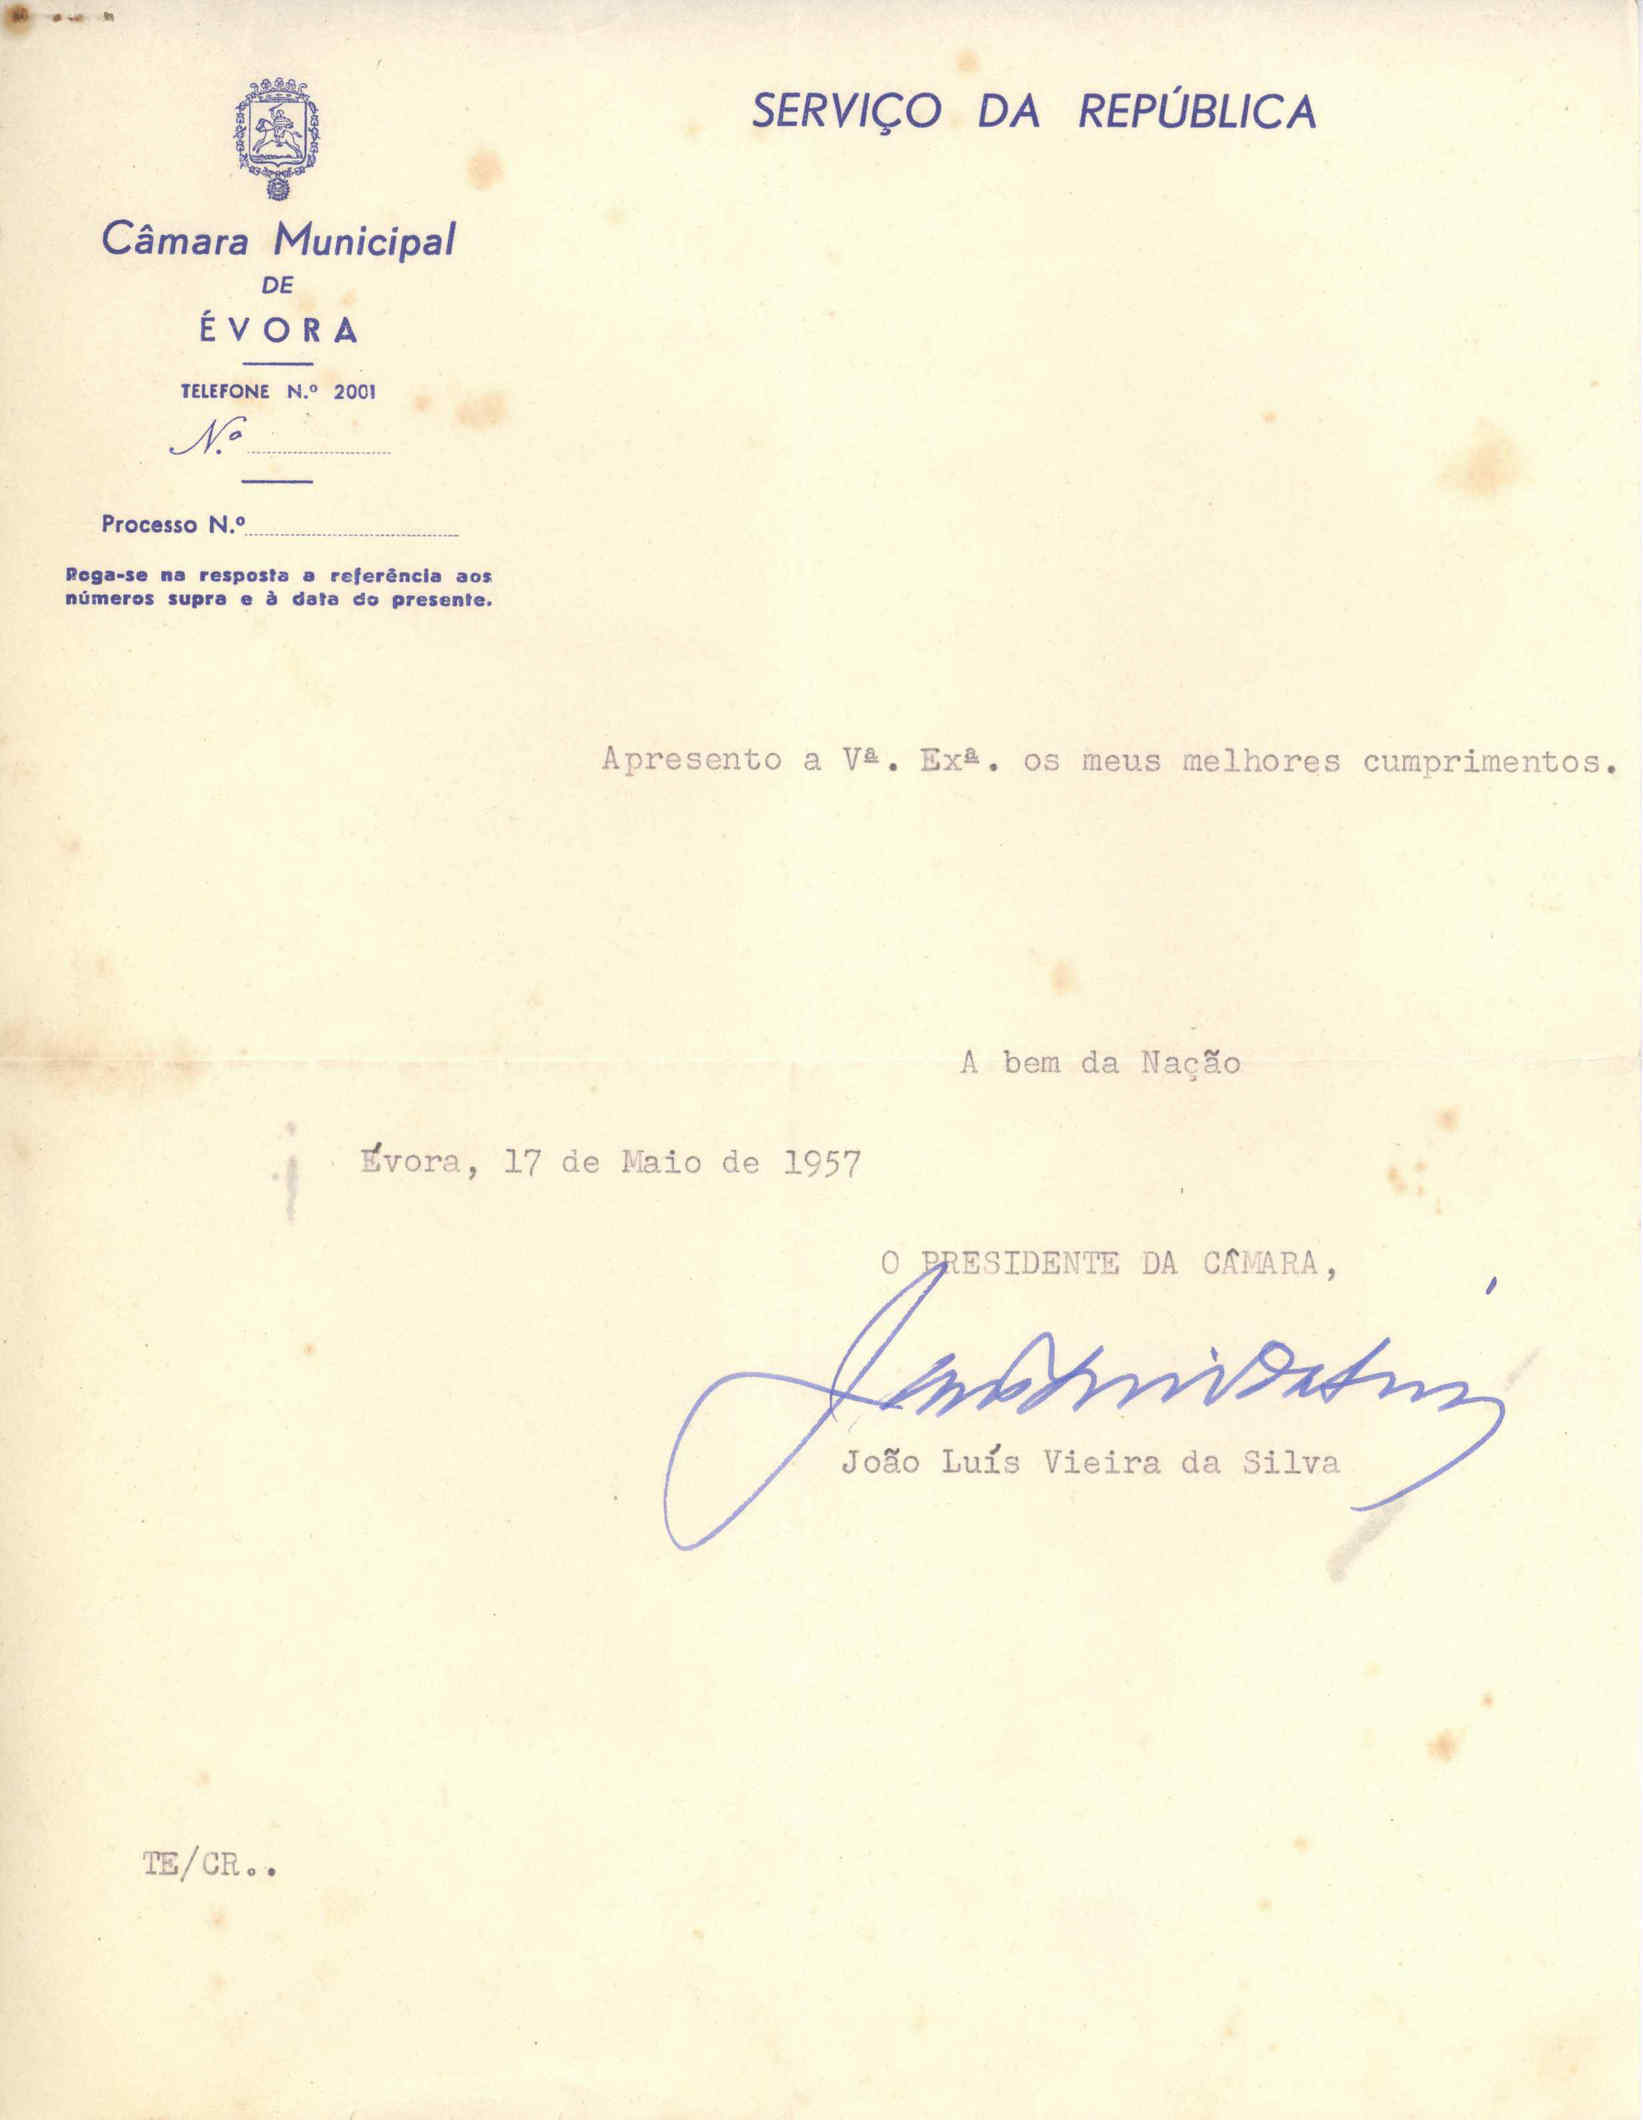 SERVIÇO DA REPÚBLICA
Câmara Municipal
DE
ÉVORA
TELEFONE N.º 2001
N.º
Processo N.º
Roga-se na resposta a referência aos
números supra e à data do presente.
Apresento a Vª. Exª. os meus melhores cumprimentos.
A bem da Nação
Évora, 17 de Maio de 1957
O PRESIDENTE DA CÂMARA,
João Luís Vieira da Silva
TE/CR..